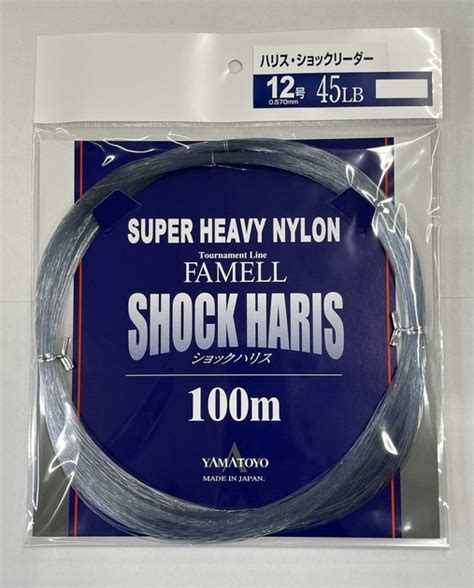 ハリス・ショックリーダー
12号 45LB
0.570mm
SUPER HEAVY NYLON
Tournament Line
FAMELL
SHOCK HARIS
ショックハリス
100m
YAMATOYO
MADE IN JAPAN.